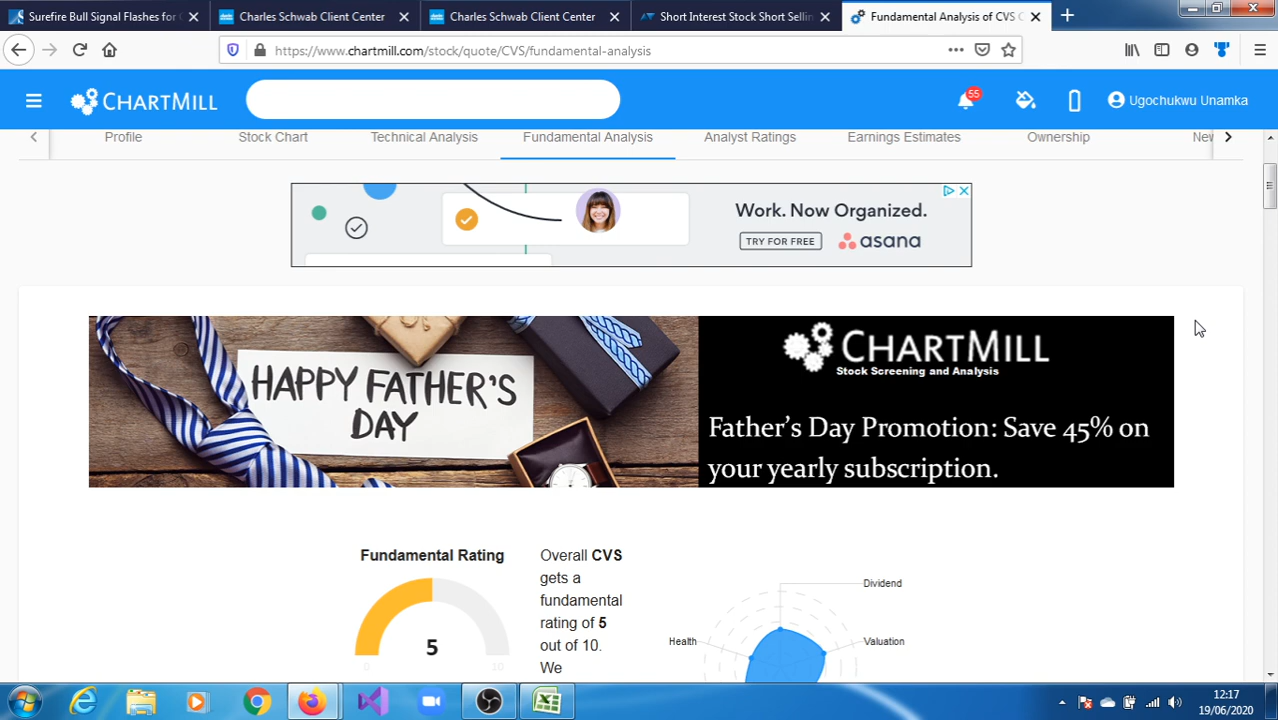 Surefire Bull Signal Flashes for
Charles Schwab Client Center
Charles Schwab Client Center
Short Interest Stock Short Sellin
Fundamental Analysis of CVS C
https://www.chartmill.com/stock/quote/CVS/fundamental-analysis
CHARTMILL
55
Ugochukwu Unamka
Profile
Stock Chart
Technical Analysis
Fundamental Analysis
Analyst Ratings
Earnings Estimates
Ownership
New
Work. Now Organized.
TRY FOR FREE
asana
HAPPY FATHER'S
DAY
CHARTMILL
Stock Screening and Analysis
Father's Day Promotion: Save 45% on
your yearly subscription.
Fundamental Rating
5
0
10
Overall CVS
gets a
fundamental
rating of 5
out of 10.
We
Dividend
Health
Valuation
12:17
19/06/2020